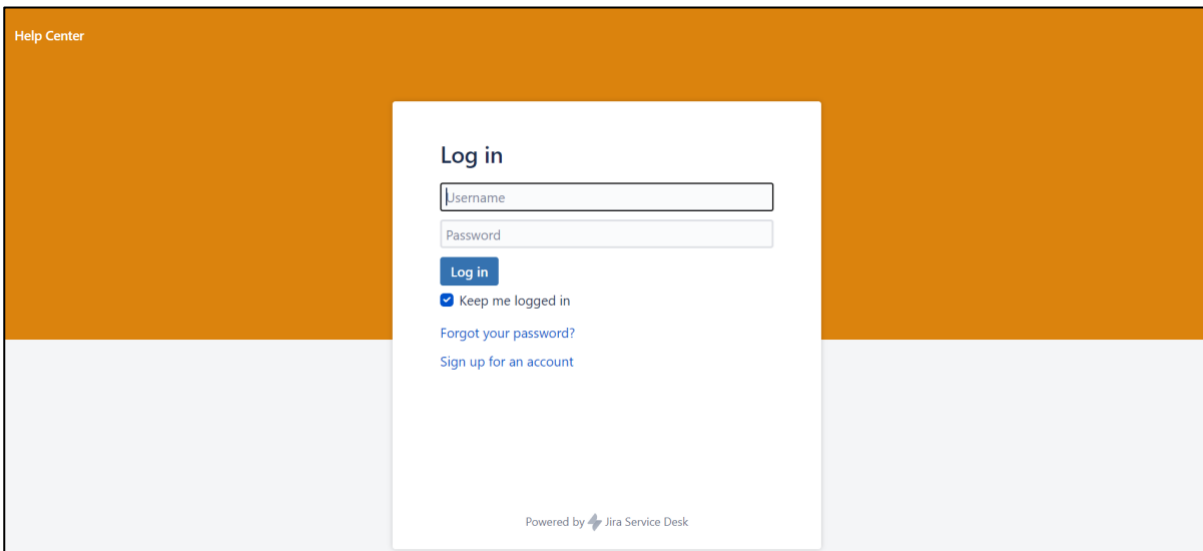 Help Center
Log in
Username
Password
Log in
Keep me logged in
Forgot your password?
Sign up for an account
Powered by Jira Service Desk